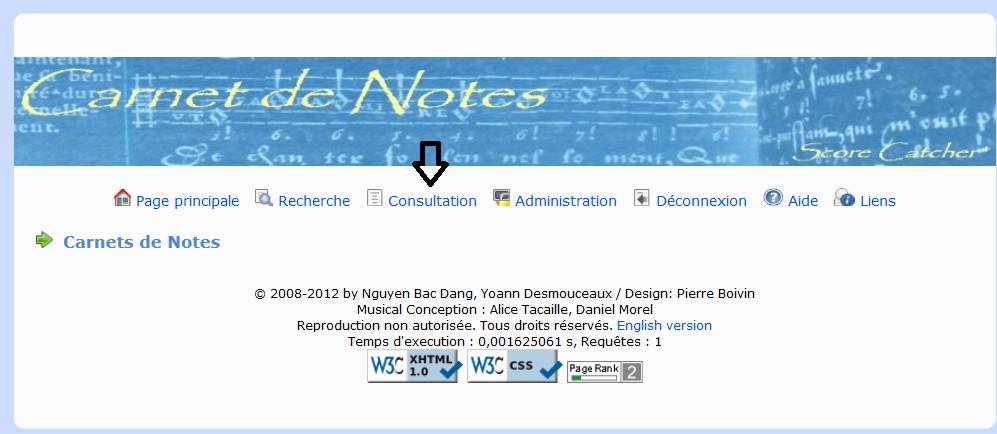 Carnet de Notes
Score Catcher*
Page principale Recherche Consultation Administration Déconnexion Aide Liens
Carnets de Notes
© 2008-2012 by Nguyen Bac Dang, Yoann Desmouceaux / Design: Pierre Boivin
Musical Conception : Alice Tacaille, Daniel Morel
Reproduction non autorisée. Tous droits réservés. English version
Temps d'execution : 0,001625061 s, Requêtes : 1
W3C XHTML 1.0 W3C CSS Page Rank 2